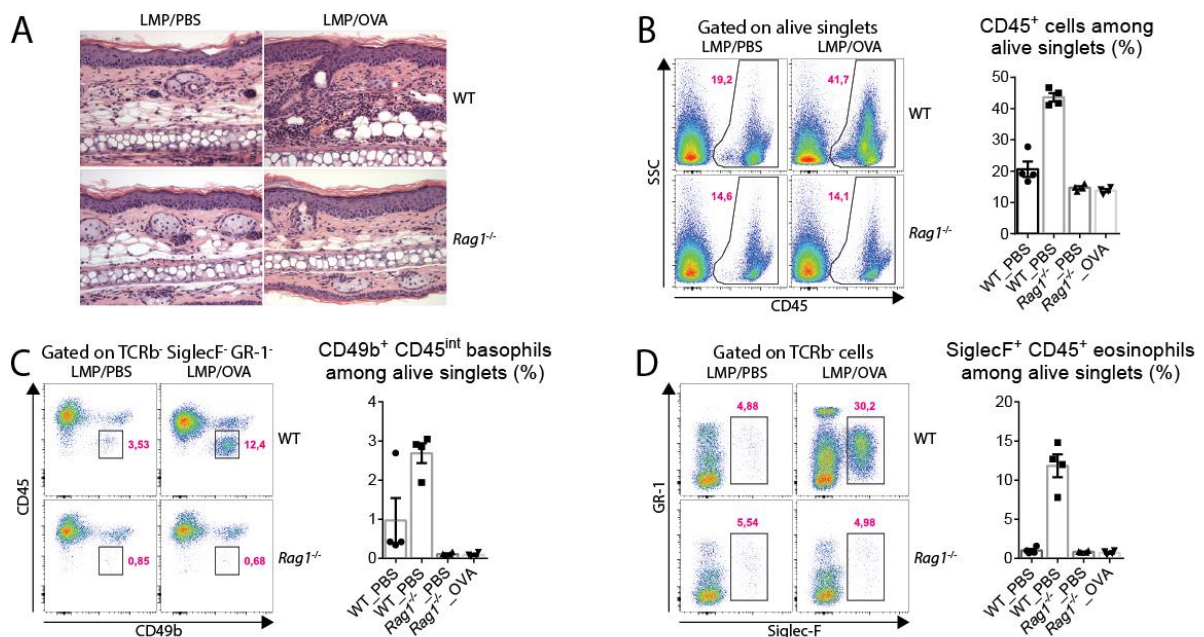 A
LMP/PBS
LMP/OVA
WT
Rag1-/-
B
Gated on alive singlets
LMP/PBS
LMP/OVA
19,2
41,7
WT
14,6
14,1
Rag1-/-
SSC
CD45
CD45+ cells among
alive singlets (%)
50
40
30
20
10
0
WT_PBS
WT_PBS
Rag1-/-_PBS
Rag1-/-_OVA
C
Gated on TCRb- SiglecF- GR-1-
LMP/PBS
LMP/OVA
WT
3,53
12,4
Rag1-/-
0,85
0,68
CD45
CD49b
CD49b+ CD45int basophils
among alive singlets (%)
4
3
2
1
0
WT_PBS
WT_PBS
Rag1-/-_PBS
Rag1-/-_OVA
D
Gated on TCRb- cells
LMP/PBS
LMP/OVA
4,88
30,2
WT
5,54
4,98
Rag1-/-
GR-1
Siglec-F
SiglecF+ CD45+ eosinophils
among alive singlets (%)
20
15
10
5
0
WT_PBS
WT_PBS
Rag1-/-_PBS
Rag1-/-_OVA